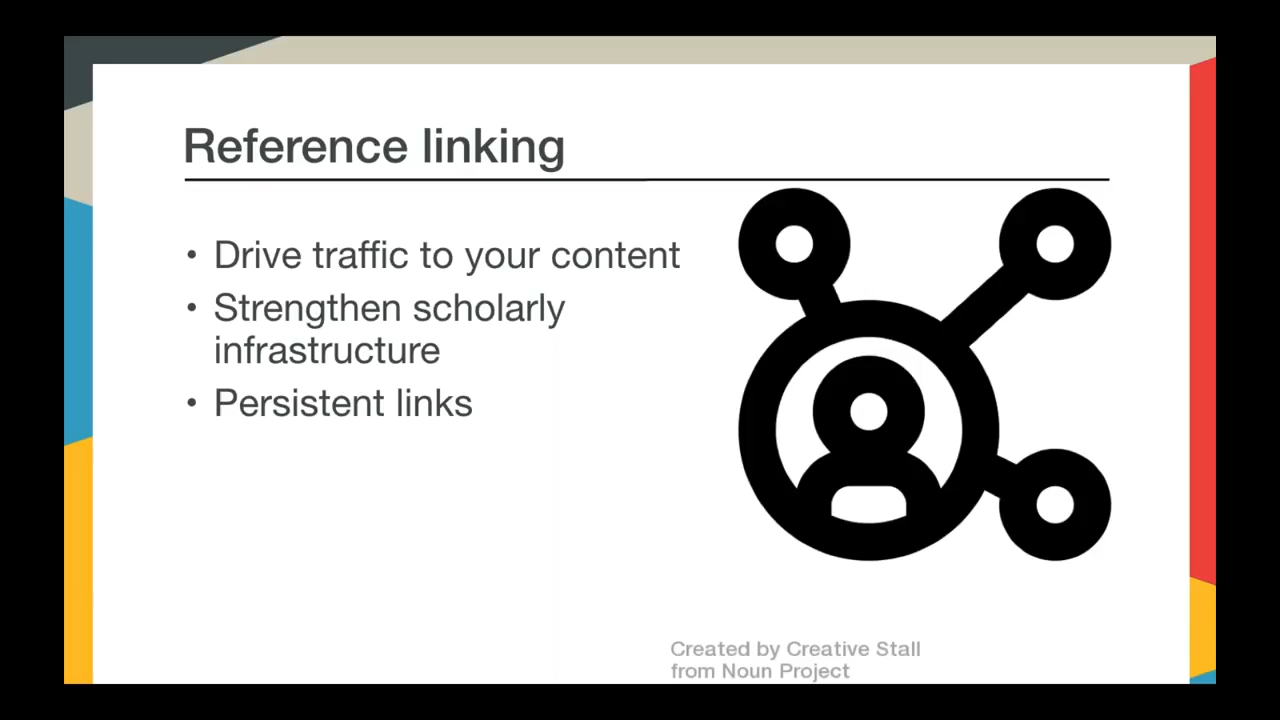 Reference linking
• Drive traffic to your content
• Strengthen scholarly
infrastructure
• Persistent links
Created by Creative Stall
from Noun Project